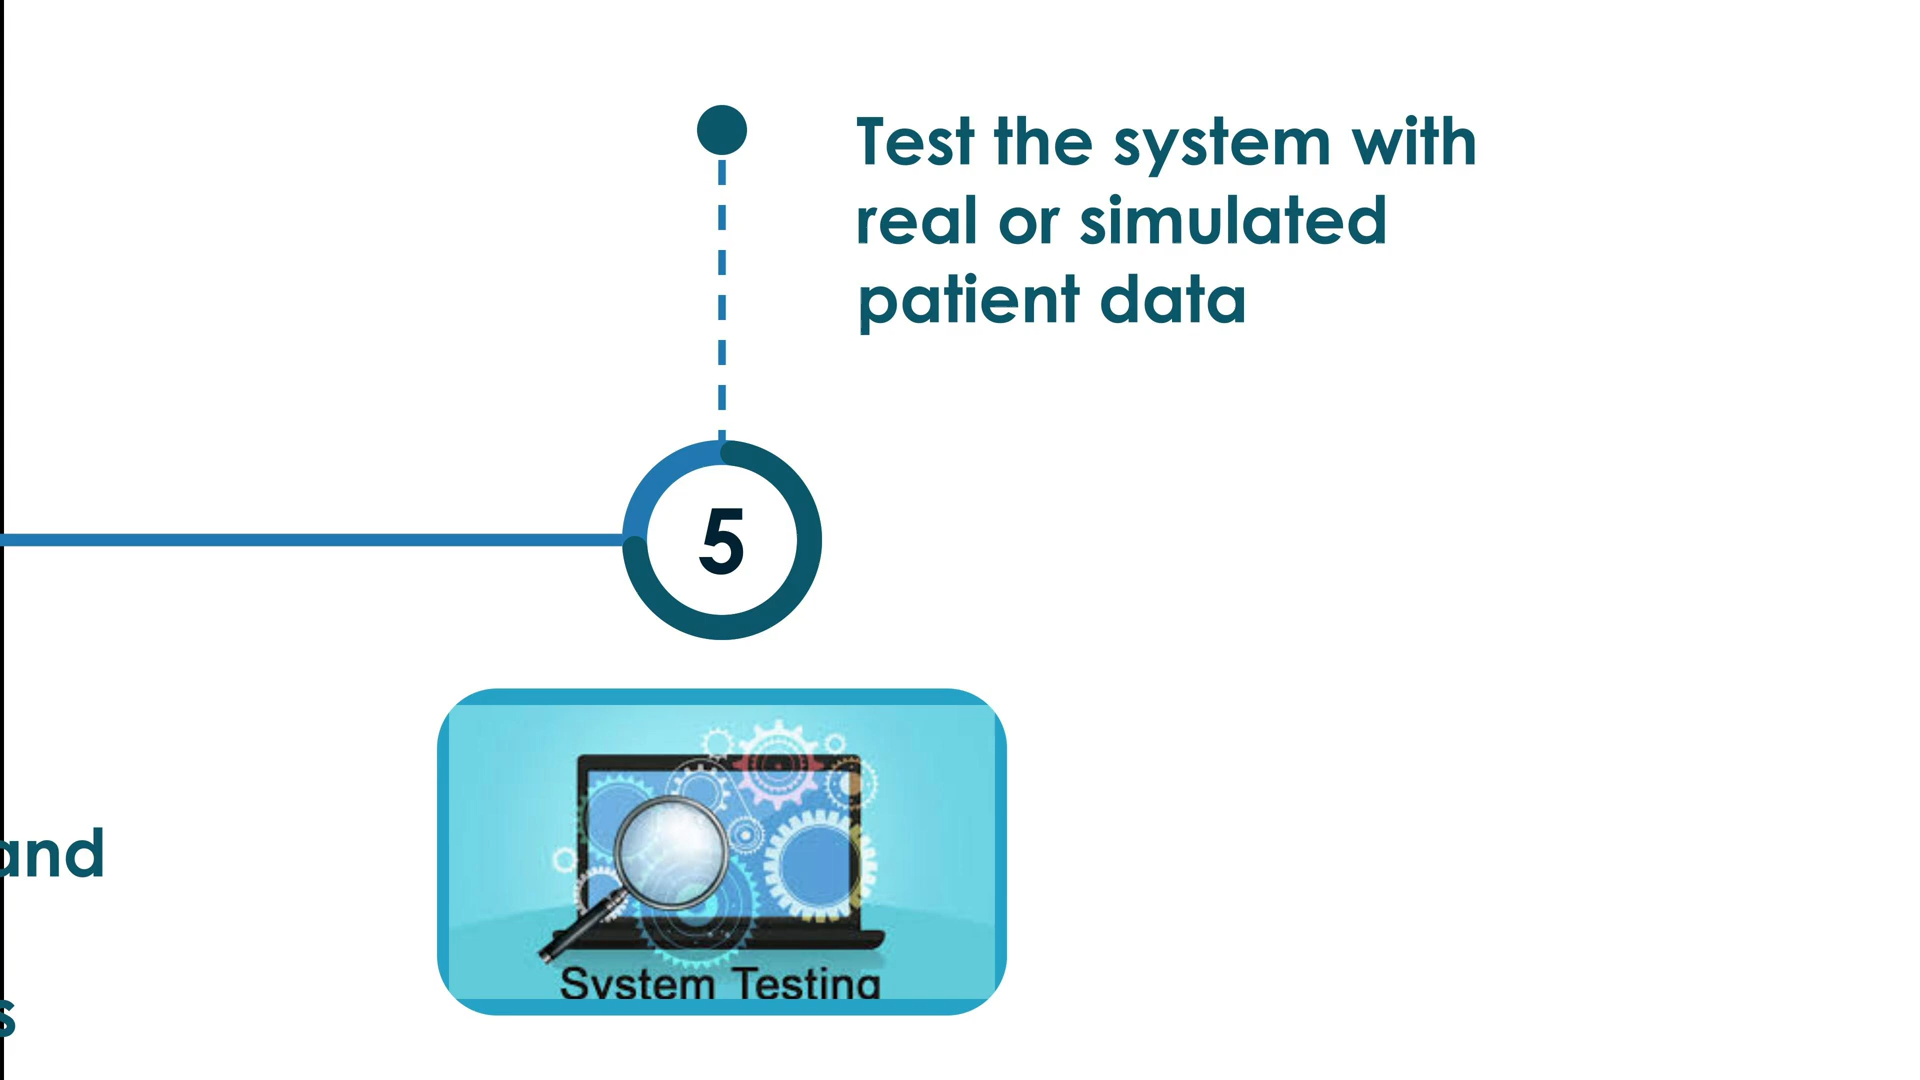 Test the system with
real or simulated
patient data
5
and
s
System Testing